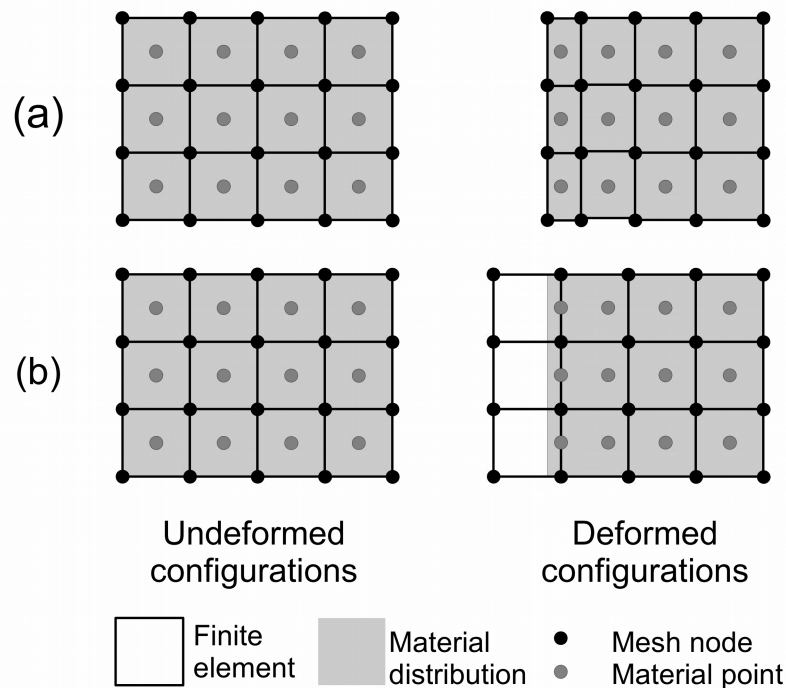 (a)
(b)
Undeformed
configurations
Deformed
configurations
Finite
element
Material
distribution
Mesh node
Material point